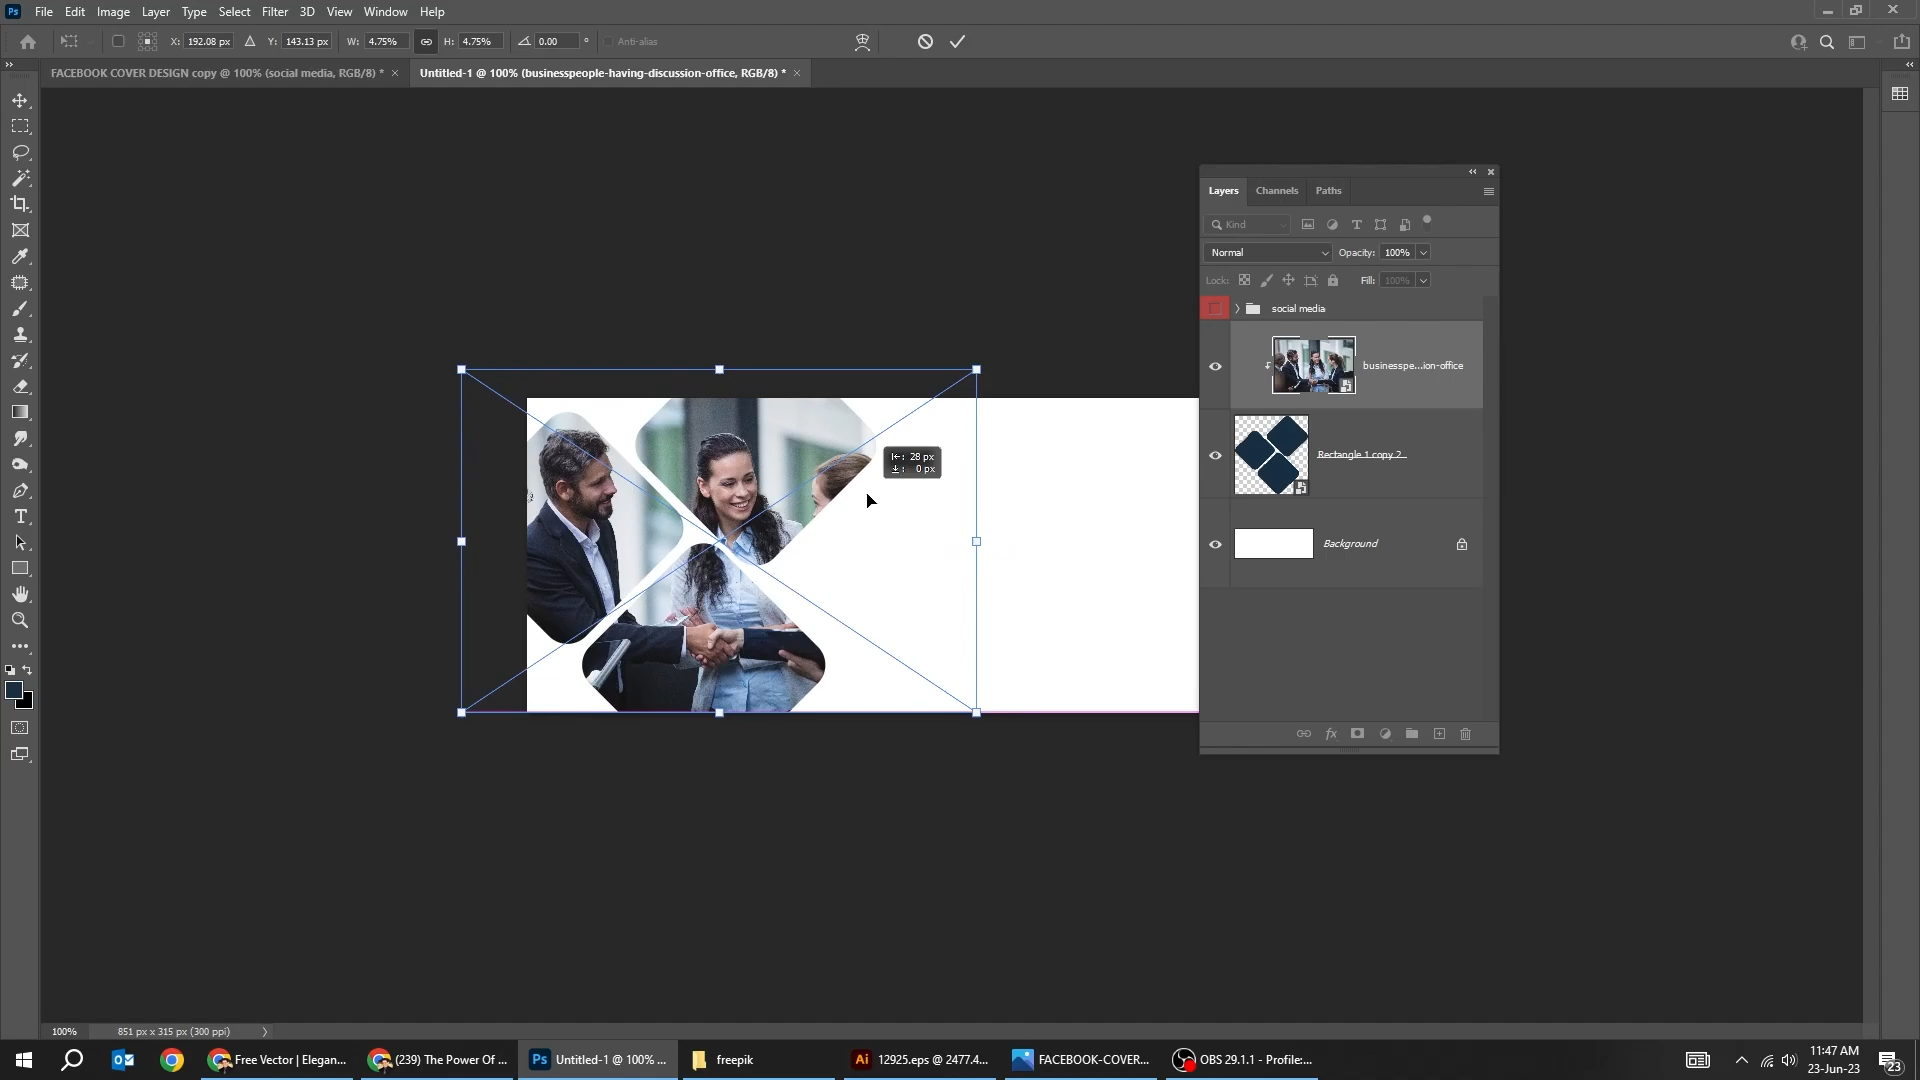 Ps File Edit Image Layer Type Select Filter 3D View Window Help
X: 192.08 px Y: 143.13 px W: 4.75% H: 4.75% 0.00 ° Anti-alias
FACEBOOK COVER DESIGN copy @ 100% (social media, RGB/8) * × Untitled-1 @ 100% (businesspeople-having-discussion-office, RGB/8) * ×
Layers Channels Paths
Kind
Normal Opacity: 100%
Lock: Fill: 100%
social media
businesspe...ion-office
28 px
0 px
Rectangle 1 copy 2
Background
fx
100% 851 px x 315 px (300 ppi)
Free Vector | Elegan... (239) The Power Of ... Ps Untitled-1 @ 100% ... freepik Ai 12925.eps @ 2477.4... FACEBOOK-COVER... OBS 29.1.1 - Profile:...
11:47 AM
23-Jun-23
23